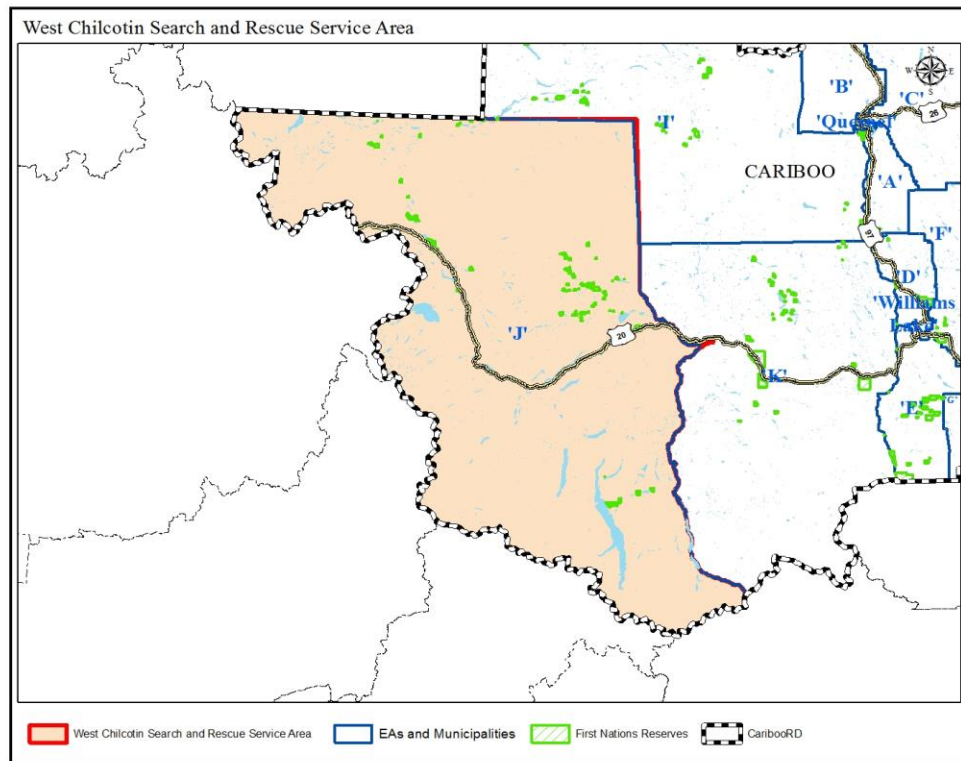 West Chilcotin Search and Rescue Service Area
N
W E
S
'B'
'C'
26
'I'
'Quesnel'
CARIBOO
'A'
97
'F'
'D'
'Williams
Lake'
'J'
20
'K'
'E'
'G'
West Chilcotin Search and Rescue Service Area
EAs and Municipalities
First Nations Reserves
CaribooRD